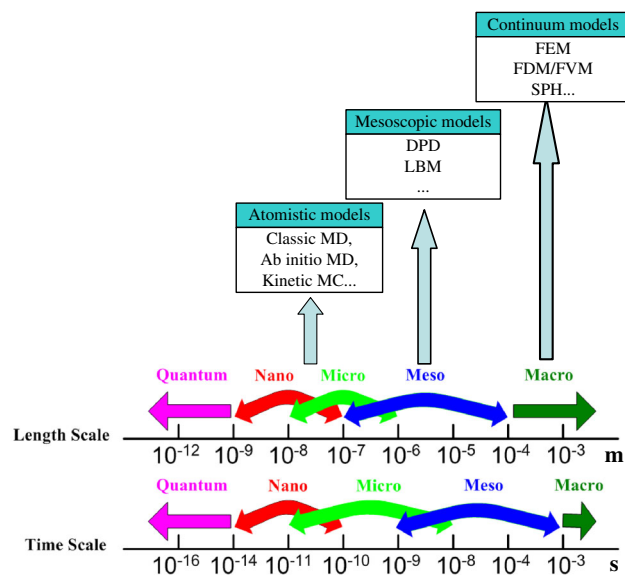 Continuum models
FEM
FDM/FVM
SPH...
Mesoscopic models
DPD
LBM
...
Atomistic models
Classic MD,
Ab initio MD,
Kinetic MC...
Quantum Nano Micro Meso Macro
Length Scale
10-12 10-9 10-8 10-7 10-6 10-5 10-4 10-3 m
Quantum Nano Micro Meso Macro
Time Scale
10-16 10-14 10-11 10-10 10-9 10-8 10-4 10-3 s